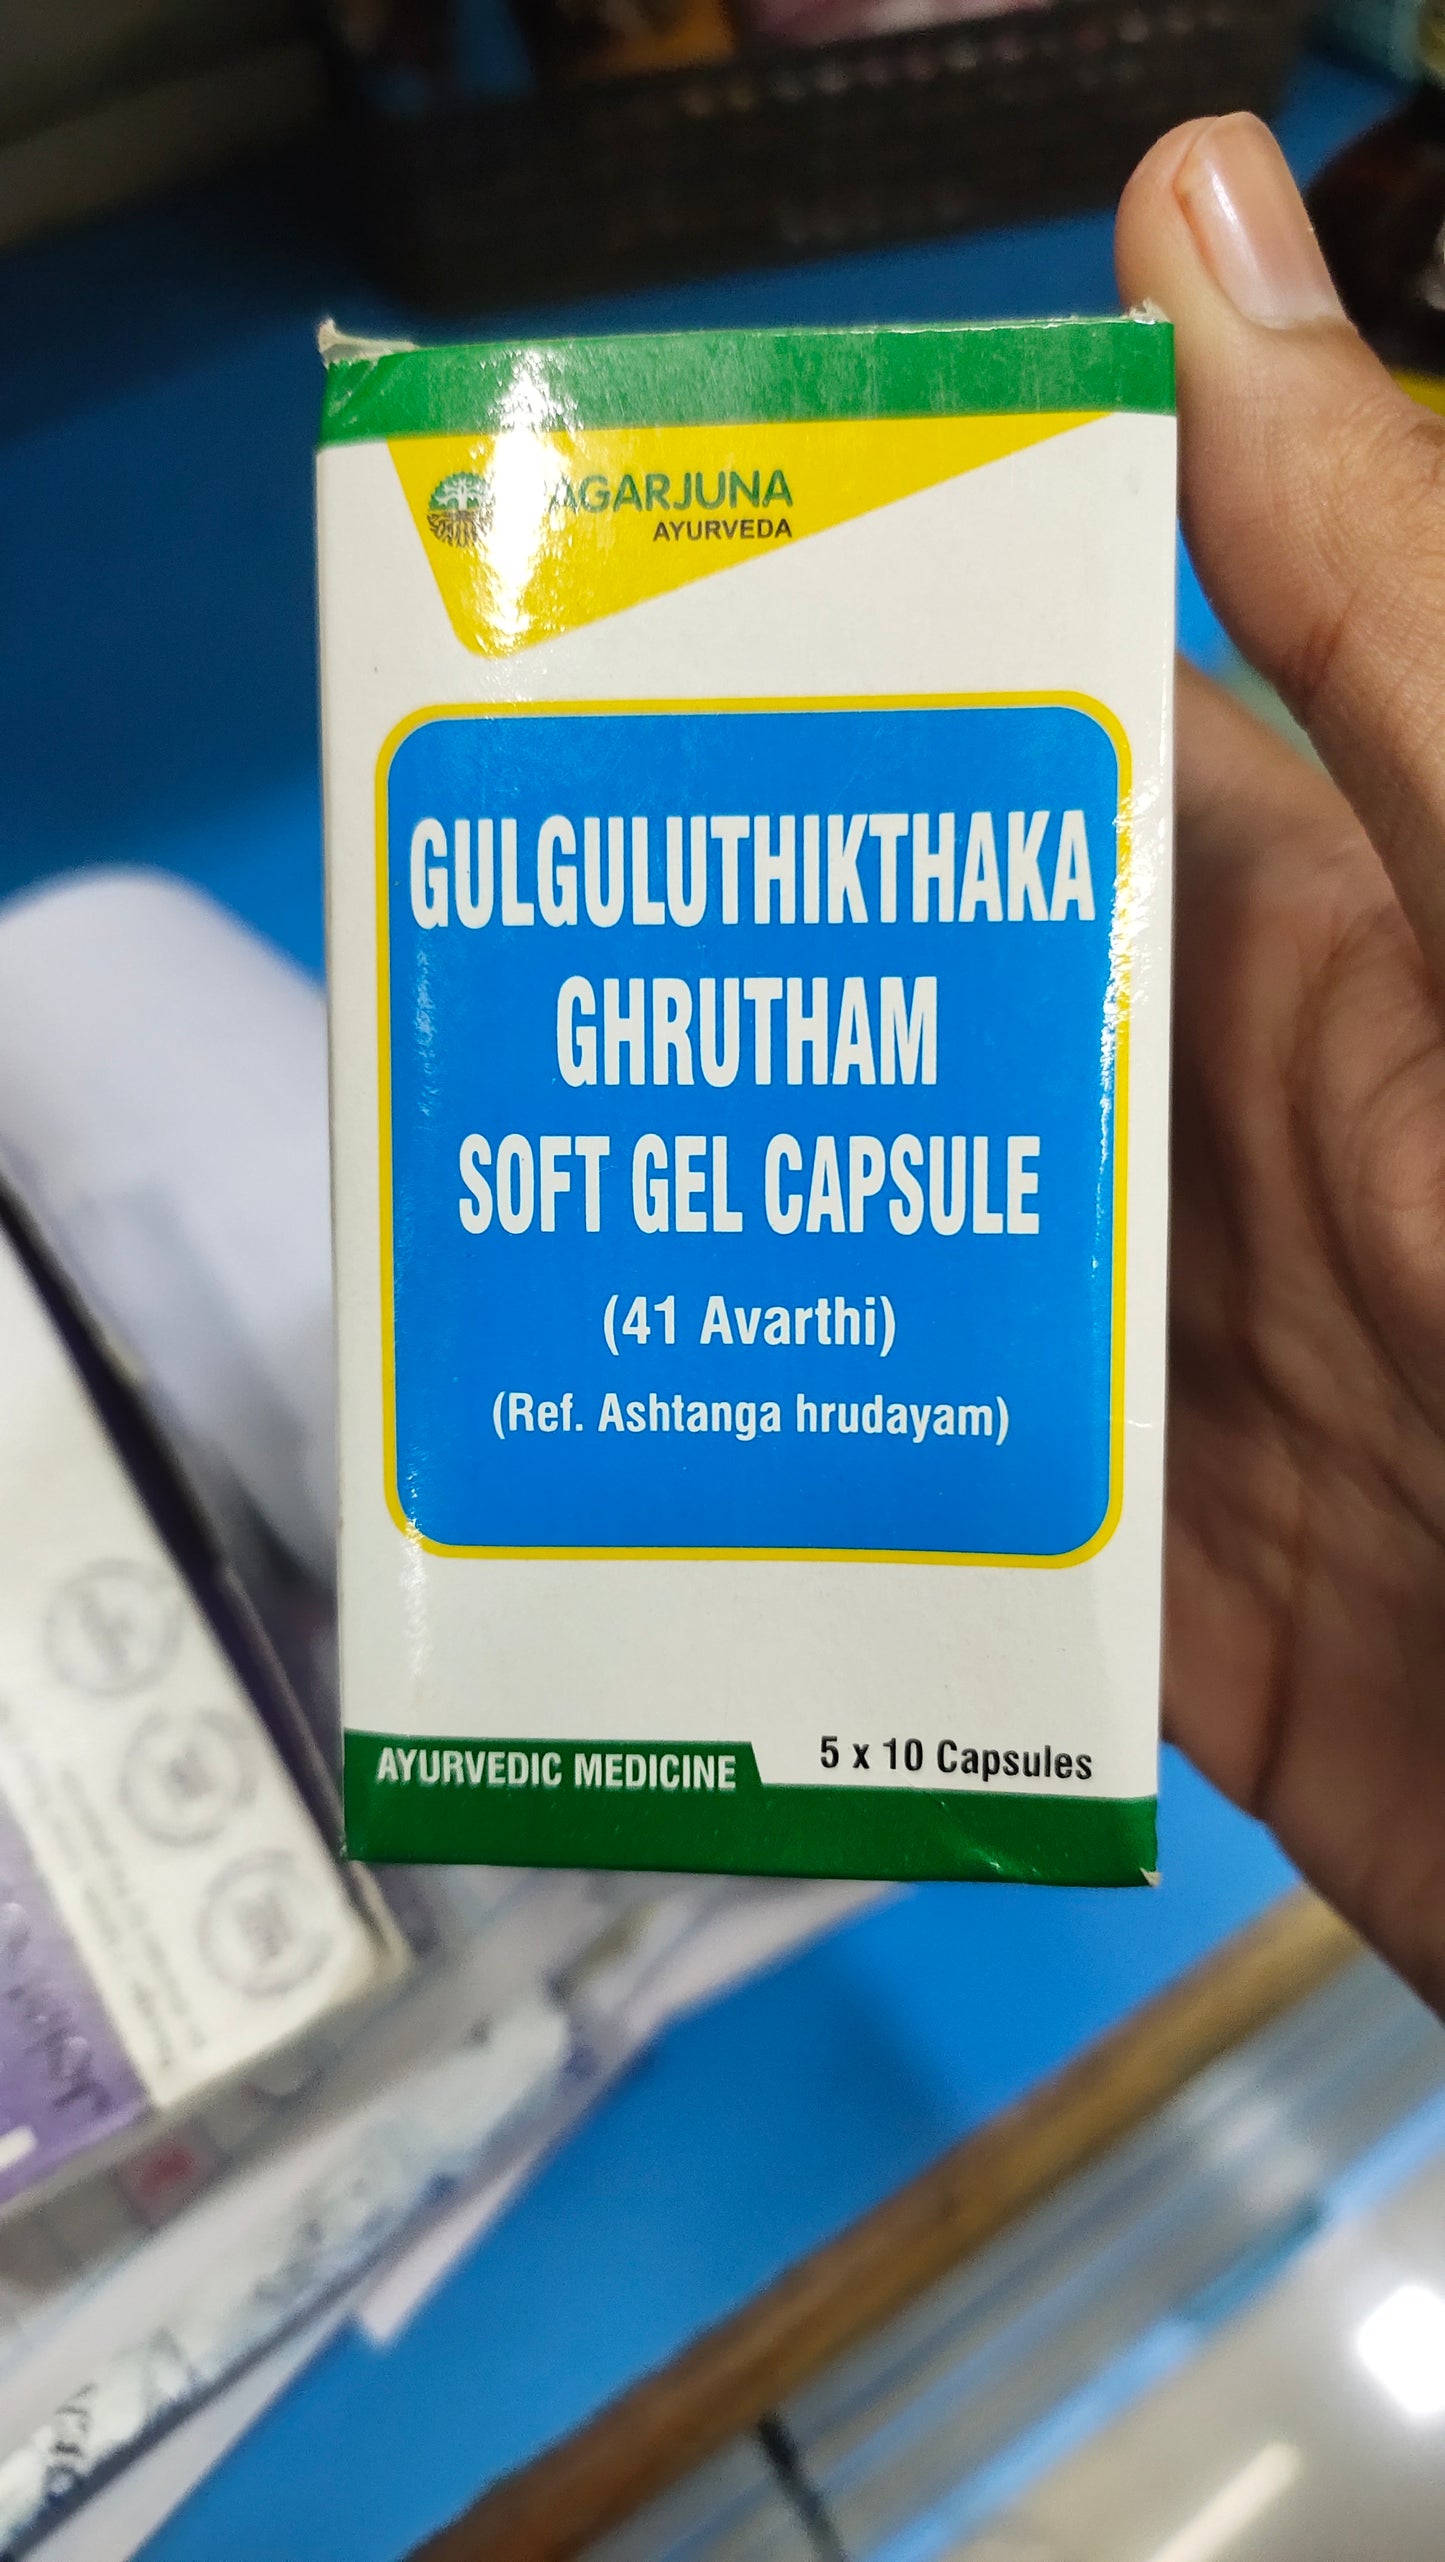 AGARJUNA
AYURVEDA
GULGULUTHIKTHAKA
GHRUTHAM
SOFT GEL CAPSULE
(41 Avarthi)
(Ref. Ashtanga hrudayam)
AYURVEDIC MEDICINE
5 x 10 Capsules